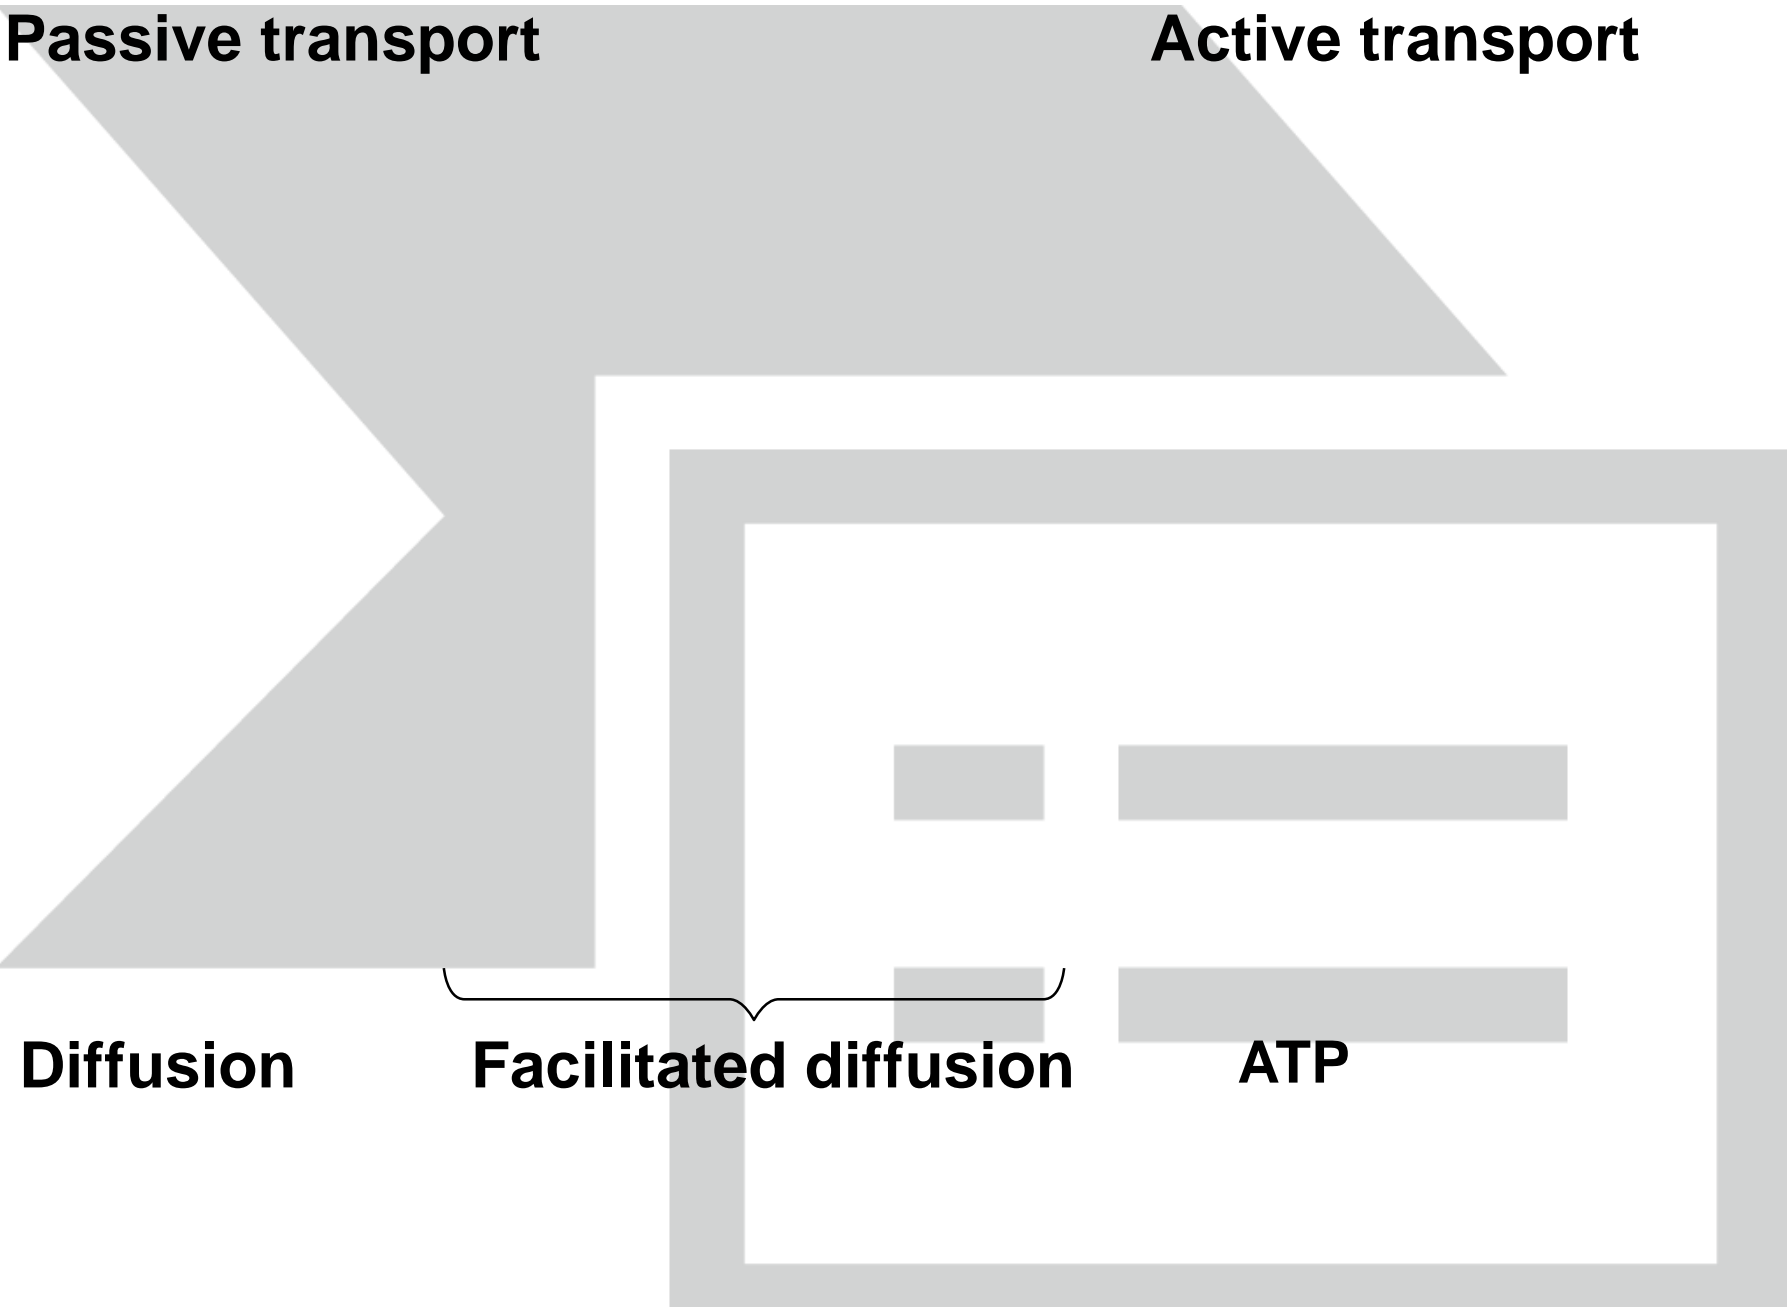 Passive transport
Active transport
Diffusion
Facilitated diffusion
ATP